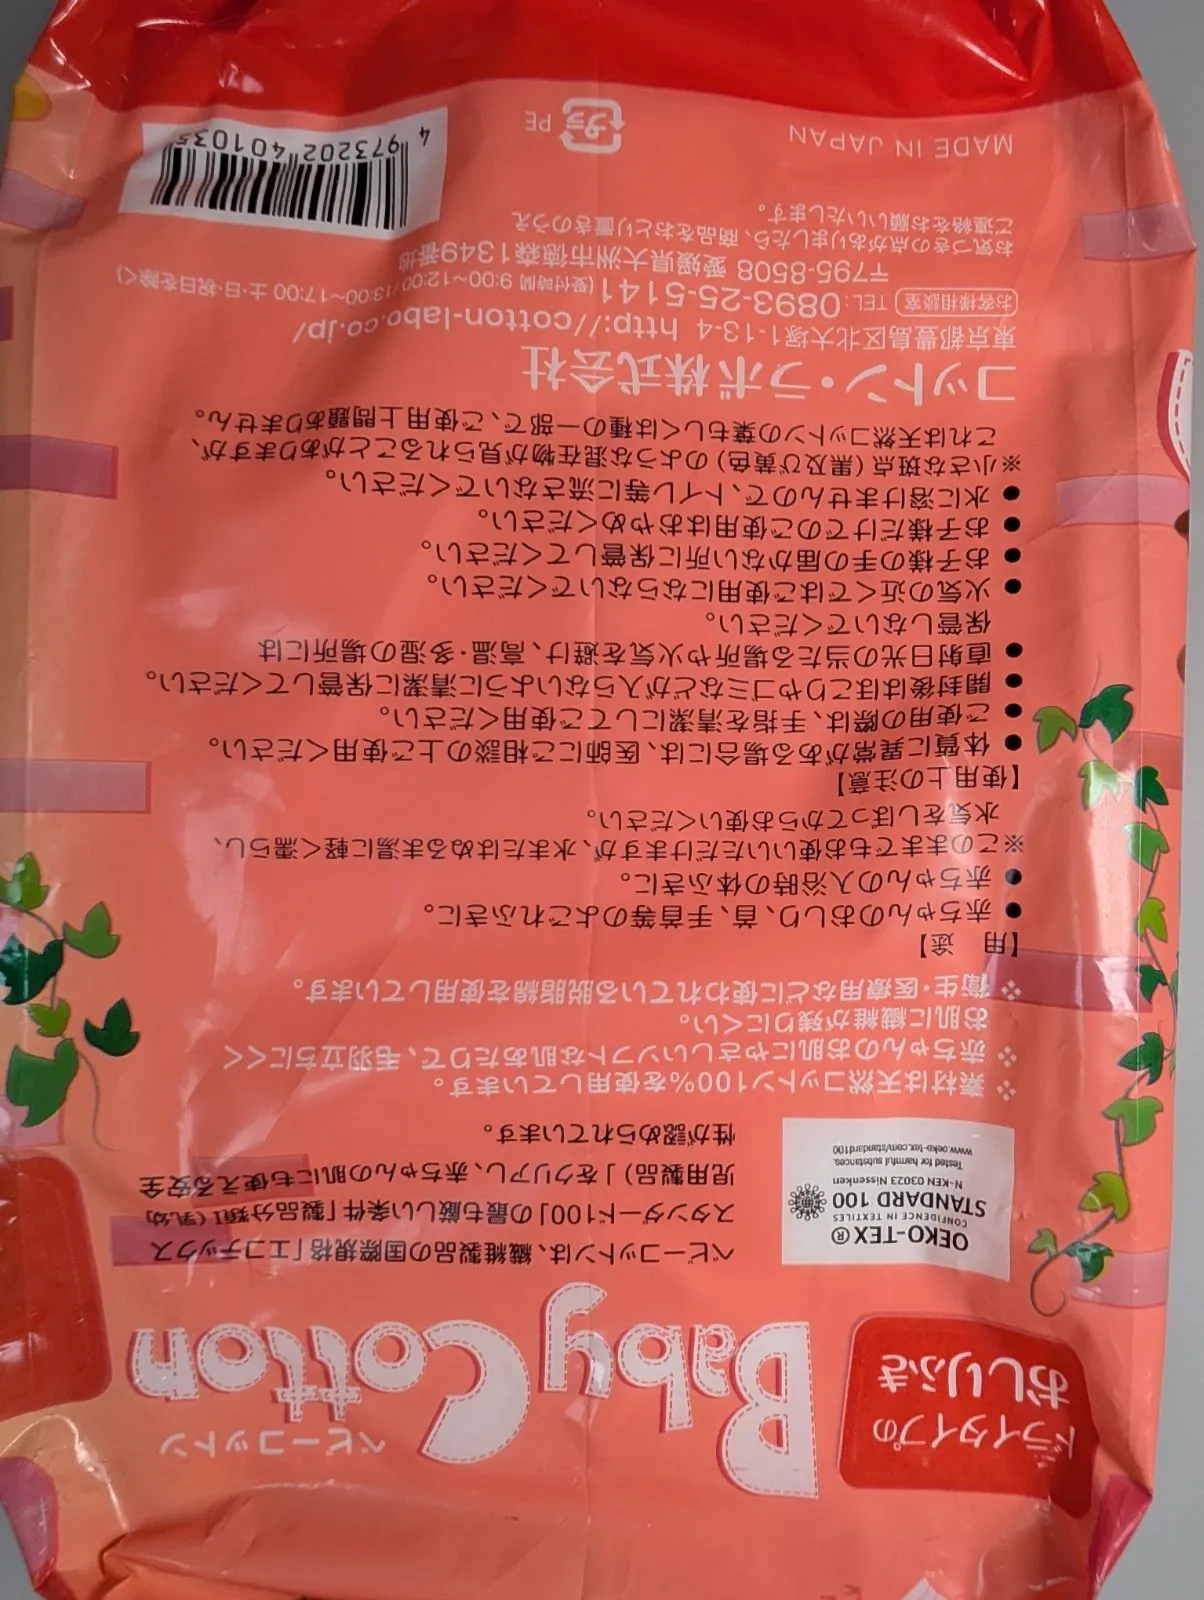 ドライタイプの
おしりふき
ベビーコットン
Baby Cotton
OEKO-TEX®
CONFIDENCE IN TEXTILES
STANDARD 100
N-KEN 03023 Nissenken
Tested for harmful substances.
www.oeko-tex.com/standard100
ベビーコットンは、繊維製品の国際規格「エコテックス
スタンダード100」の最も厳しい条件「製品分類I(乳幼
児用製品)」をクリアし、赤ちゃんの肌にも使える安全
性が認められています。
素材は天然コットン100%を使用しています。
赤ちゃんのお肌にやさしいソフトな肌あたりで、毛羽立ちにくく
お肌に繊維が残りにくい。
衛生・医療用などに使われている脱脂綿を使用しています。
【用 途】
● 赤ちゃんのおしり、首、手首等のよごれふきに。
● 赤ちゃんの入浴時の体ふきに。
※このままでもお使いいただけますが、水またはぬるま湯に軽く濡らし、
水気をしぼってからお使いください。
【使用上の注意】
● 体質に異常がある場合には、医師にご相談の上ご使用ください。
● ご使用の際は、手指を清潔にしてご使用ください。
● 開封後はほこりやゴミなどが入らないように清潔に保管してください。
● 直射日光の当たる場所や火気を避け、高温・多湿の場所には
保管しないでください。
● 火気の近くではご使用にならないでください。
● お子様の手の届かない所に保管してください。
● お子様だけでのご使用はおやめください。
● 水に溶けませんので、トイレ等に流さないでください。
※小さな斑点(黒及び黄色)のような混在物が見られることがありますが、
これは天然コットンの葉もしくは種の一部で、ご使用上問題ありません。
コットン・ラボ株式会社
東京都豊島区北大塚1-13-4 http://cotton-labo.co.jp/
お客様相談室 TEL:0893-25-5141(受付時間 9:00~12:00/13:00~17:00 土・日・祝日を除く)
〒795-8508 愛媛県大洲市徳森1349番地
お気づきの点がありましたら、商品をおとり置きのうえ
ご連絡をお願いいたします。
MADE IN JAPAN
プラ PE
4 973202 401035